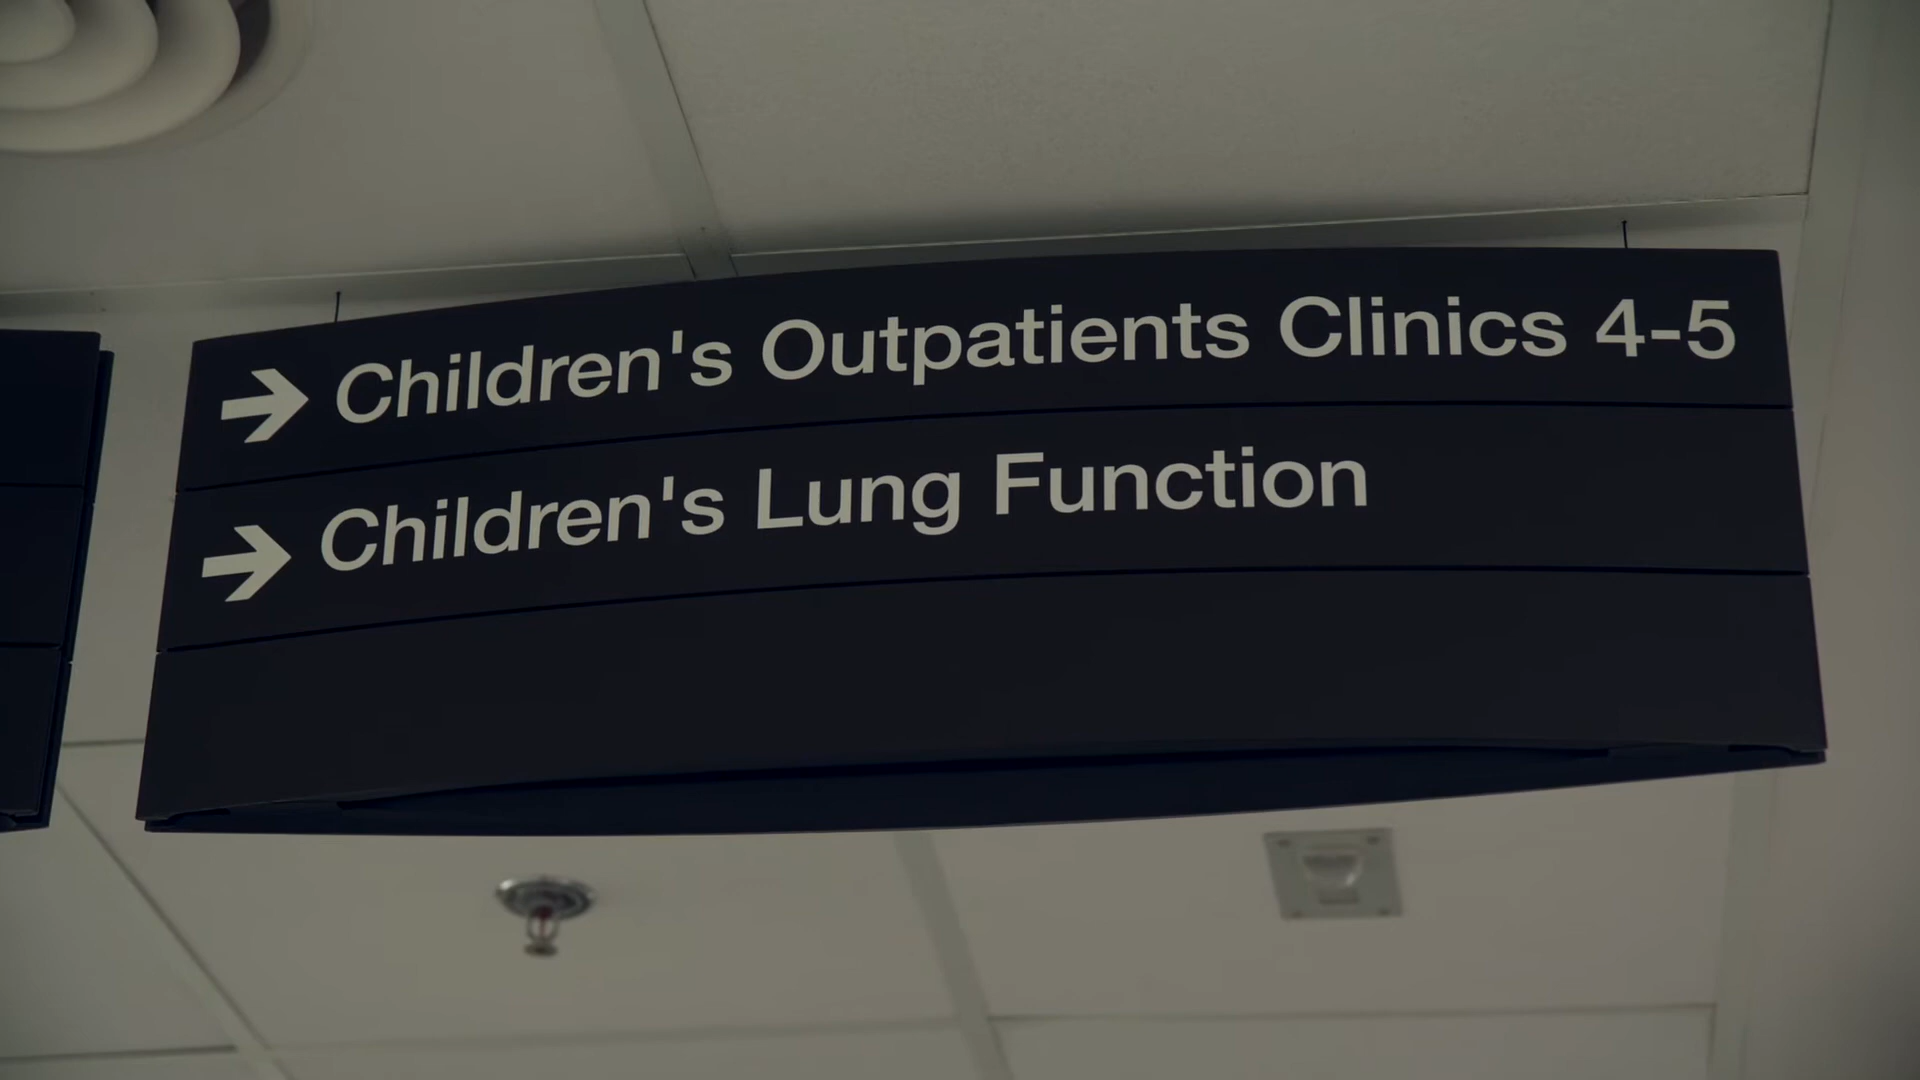 → Children's Outpatients Clinics 4-5
→ Children's Lung Function